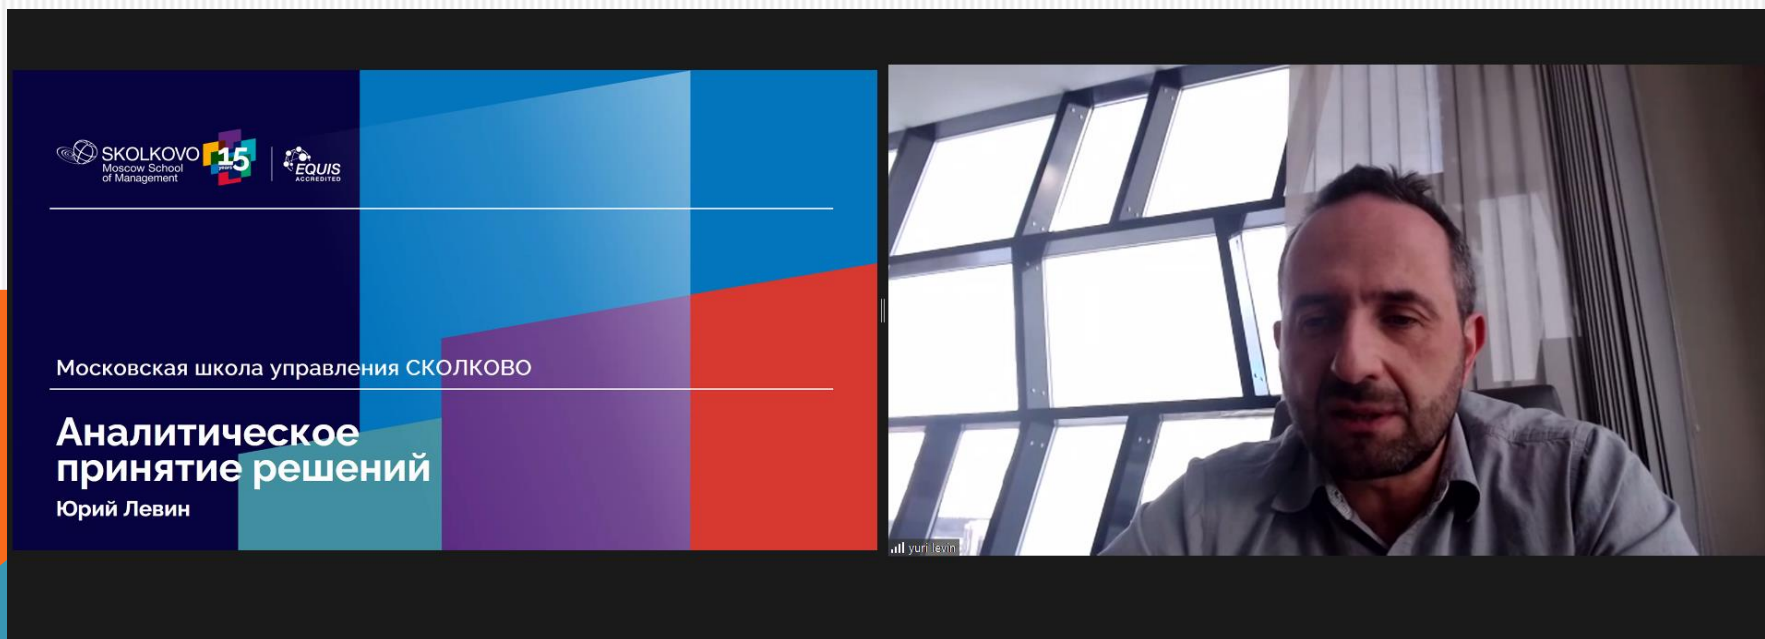 SKOLKOVO
Moscow School
of Management
15
years
EQUIS
ACCREDITED
Московская школа управления СКОЛКОВО
Аналитическое
принятие решений
Юрий Левин
yuri levin